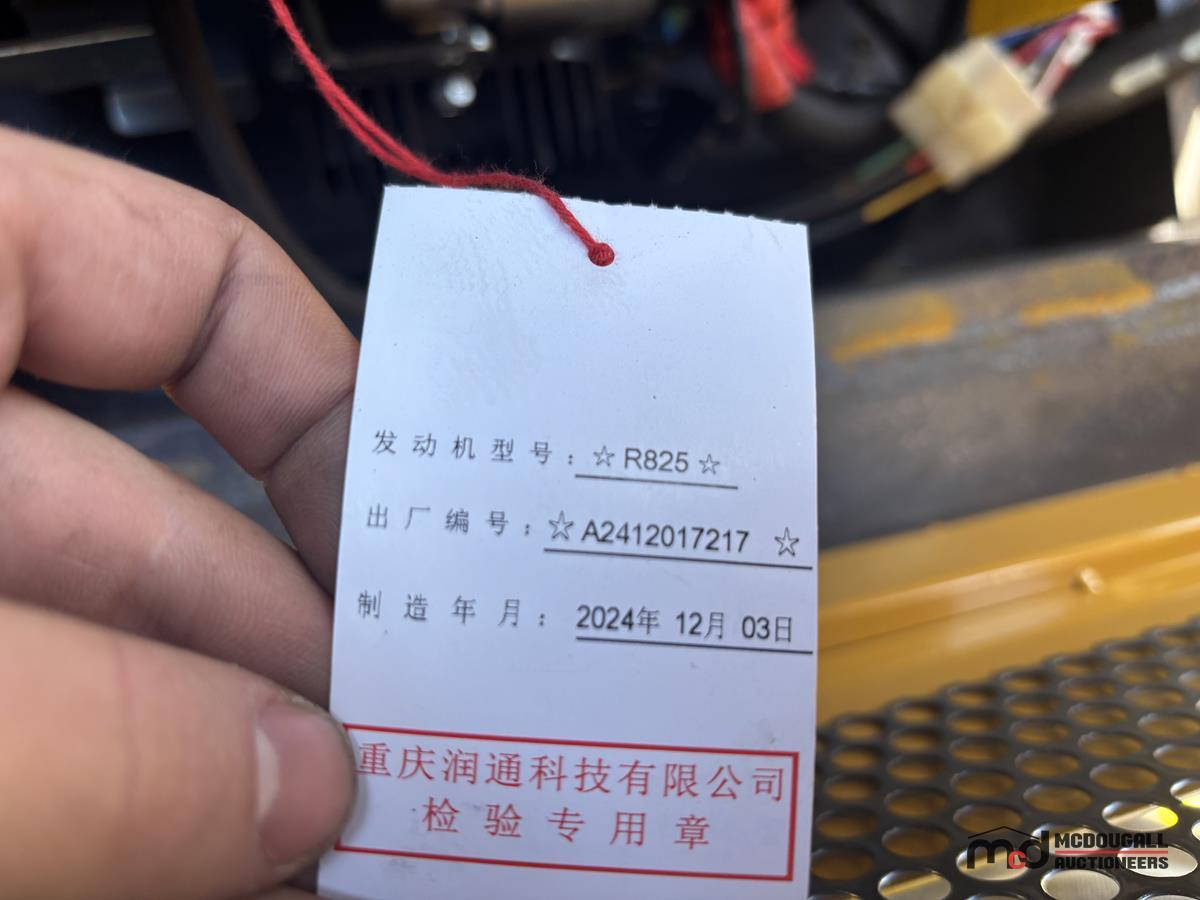 发动机型号：☆ R825 ☆
出厂编号：☆ A2412017217 ☆
制造年月：2024年 12月 03日
重庆润通科技有限公司
检验专用章
mcd MCDOUGALL
AUCTIONEERS